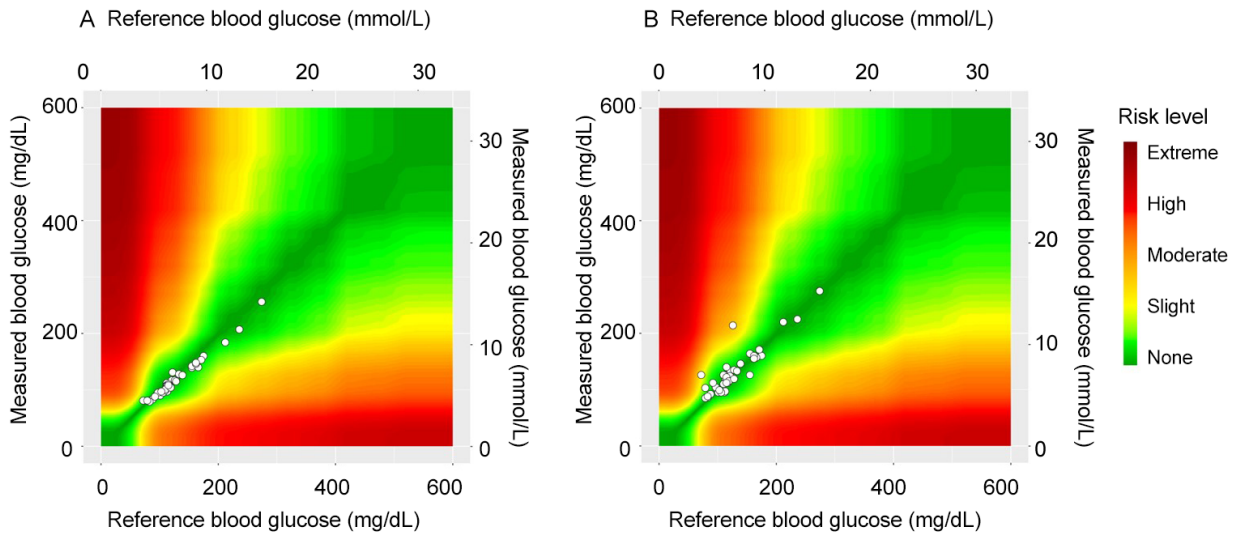 A Reference blood glucose (mmol/L)
0 10 20 30
Measured blood glucose (mg/dL)
600
400
200
0
30
20
10
0
Measured blood glucose (mmol/L)
0 200 400 600
Reference blood glucose (mg/dL)
B Reference blood glucose (mmol/L)
0 10 20 30
Measured blood glucose (mg/dL)
600
400
200
0
30
20
10
0
Measured blood glucose (mmol/L)
0 200 400 600
Reference blood glucose (mg/dL)
Risk level
Extreme
High
Moderate
Slight
None